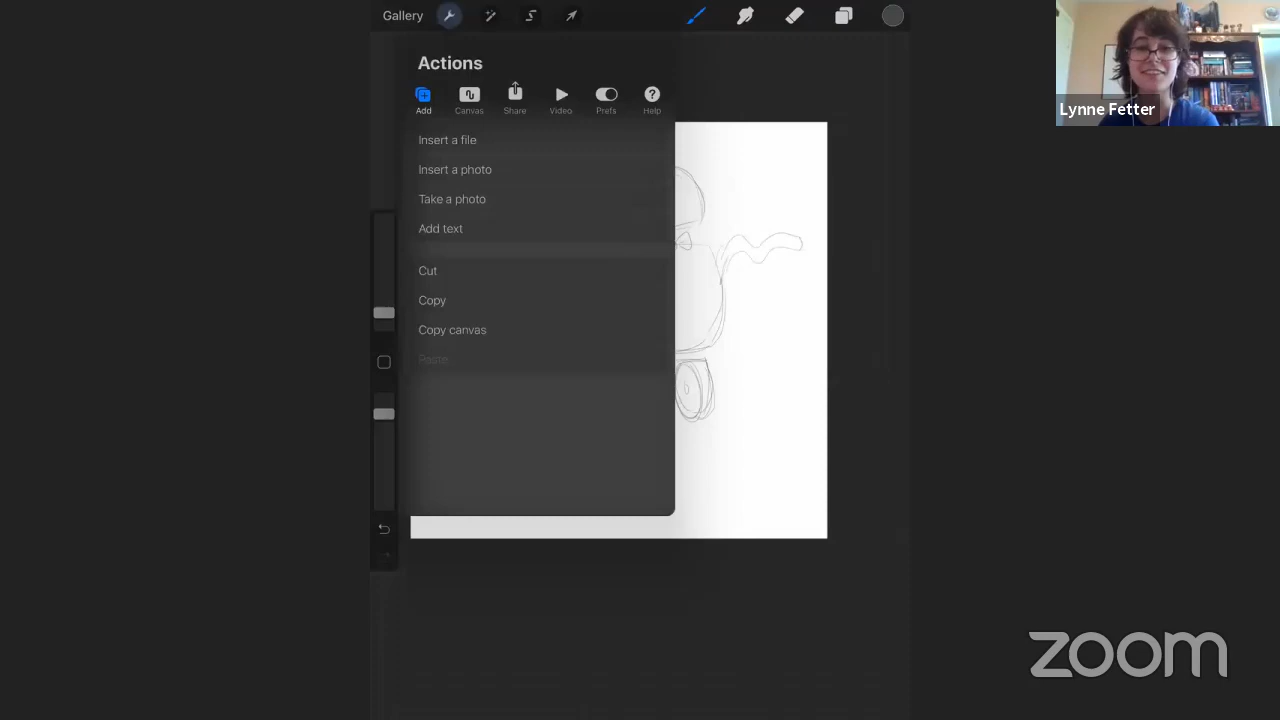 Gallery
Actions
Add Canvas Share Video Prefs Help
Insert a file
Insert a photo
Take a photo
Add text
Cut
Copy
Copy canvas
Paste
Lynne Fetter
zoom